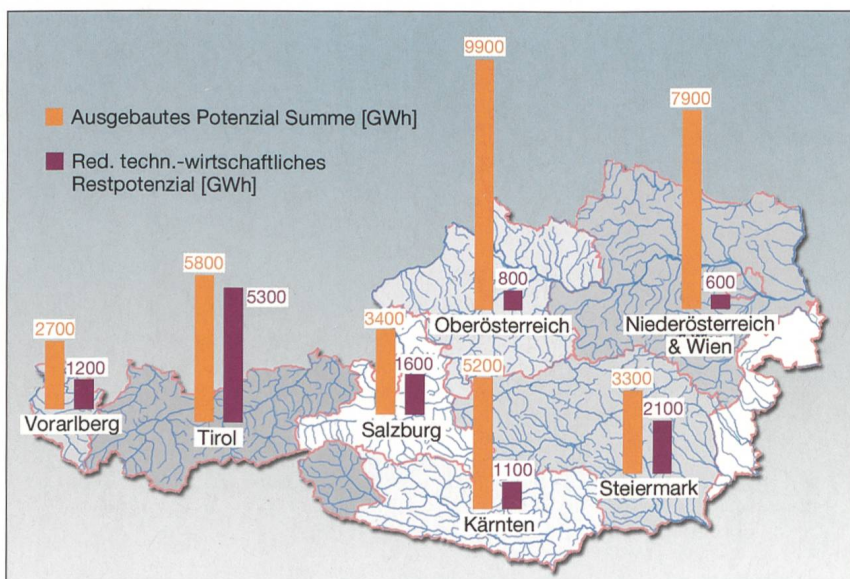 Ausgebautes Potenzial Summe [GWh]
Red. techn.-wirtschaftliches
Restpotenzial [GWh]
9900
800
Oberösterreich
7900
600
Niederösterreich
& Wien
2700
1200
Vorarlberg
5800
5300
Tirol
3400
1600
Salzburg
5200
1100
Kärnten
3300
2100
Steiermark